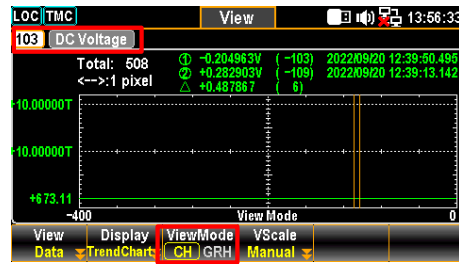 LOC TMC View 13:56:33
103 DC Voltage
Total: 508 ① -0.204963V (-103) 2022/09/20 12:39:50.495
<-->:1 pixel ② +0.282903V (-109) 2022/09/20 12:39:13.142
△ +0.487867 ( 6)
+10.00000T
+10.00000T
+673.11
-400 View Mode 0
View Display ViewMode VScale
Data TrendChart CH GRH Manual